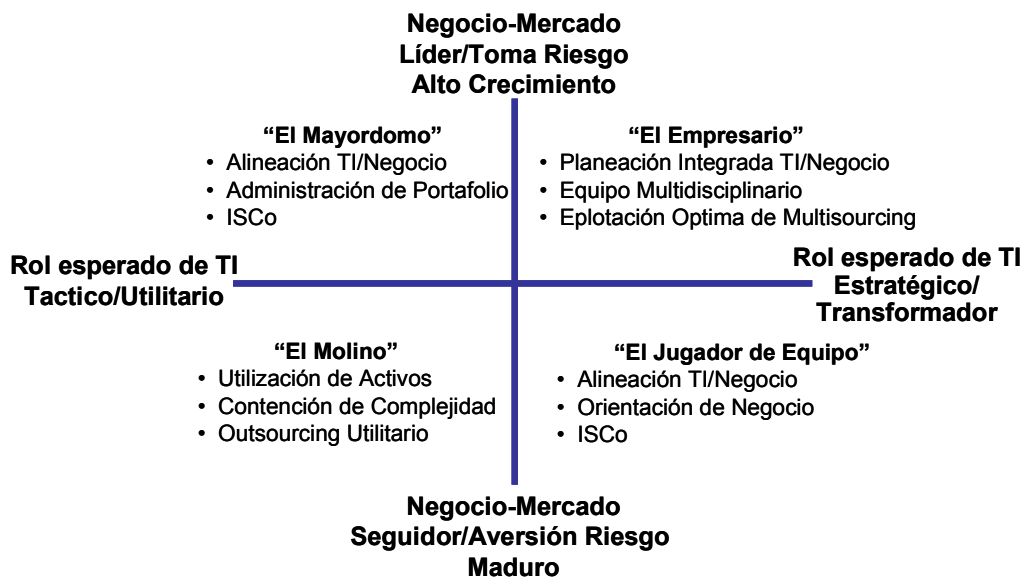 Negocio-Mercado
Líder/Toma Riesgo
Alto Crecimiento
“El Mayordomo”
• Alineación TI/Negocio
• Administración de Portafolio
• ISCo
“El Empresario”
• Planeación Integrada TI/Negocio
• Equipo Multidisciplinario
• Eplotación Optima de Multisourcing
Rol esperado de TI
Tactico/Utilitario
Rol esperado de TI
Estratégico/
Transformador
“El Molino”
• Utilización de Activos
• Contención de Complejidad
• Outsourcing Utilitario
“El Jugador de Equipo”
• Alineación TI/Negocio
• Orientación de Negocio
• ISCo
Negocio-Mercado
Seguidor/Aversión Riesgo
Maduro